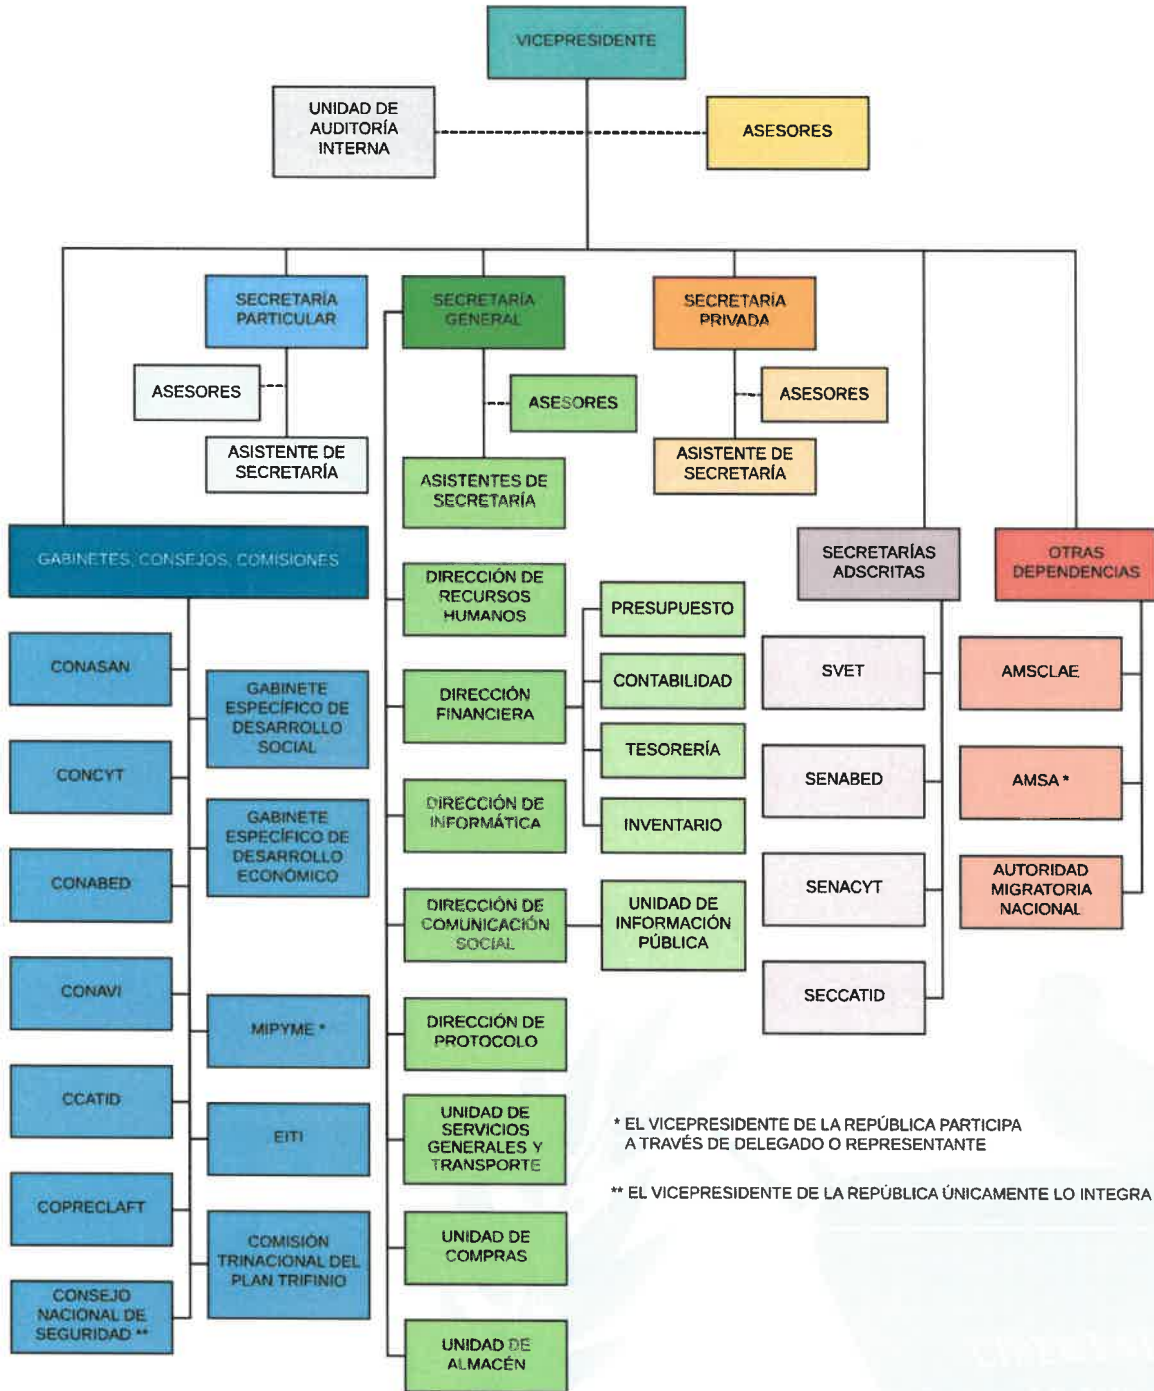 VICEPRESIDENTE
UNIDAD DE
AUDITORÍA
INTERNA
ASESORES
SECRETARÍA
PARTICULAR
SECRETARÍA
GENERAL
SECRETARÍA
PRIVADA
ASESORES
ASESORES
ASESORES
ASISTENTE DE
SECRETARÍA
ASISTENTES DE
SECRETARÍA
ASISTENTE DE
SECRETARÍA
GABINETES, CONSEJOS, COMISIONES
SECRETARÍAS
ADSCRITAS
OTRAS
DEPENDENCIAS
CONASAN
CONCYT
CONABED
CONAVI
CCATID
COPRECLAFT
CONSEJO
NACIONAL DE
SEGURIDAD **
GABINETE
ESPECÍFICO DE
DESARROLLO
SOCIAL
GABINETE
ESPECÍFICO DE
DESARROLLO
ECONÓMICO
MIPYME *
EITI
COMISIÓN
TRINACIONAL DEL
PLAN TRIFINIO
DIRECCIÓN DE
RECURSOS
HUMANOS
DIRECCIÓN
FINANCIERA
DIRECCIÓN DE
INFORMÁTICA
DIRECCIÓN DE
COMUNICACIÓN
SOCIAL
DIRECCIÓN DE
PROTOCOLO
UNIDAD DE
SERVICIOS
GENERALES Y
TRANSPORTE
UNIDAD DE
COMPRAS
UNIDAD DE
ALMACÉN
PRESUPUESTO
CONTABILIDAD
TESORERÍA
INVENTARIO
UNIDAD DE
INFORMACIÓN
PÚBLICA
SVET
SENABED
SENACYT
SECCATID
AMSCLAE
AMSA *
AUTORIDAD
MIGRATORIA
NACIONAL
* EL VICEPRESIDENTE DE LA REPÚBLICA PARTICIPA
A TRAVÉS DE DELEGADO O REPRESENTANTE
** EL VICEPRESIDENTE DE LA REPÚBLICA ÚNICAMENTE LO INTEGRA